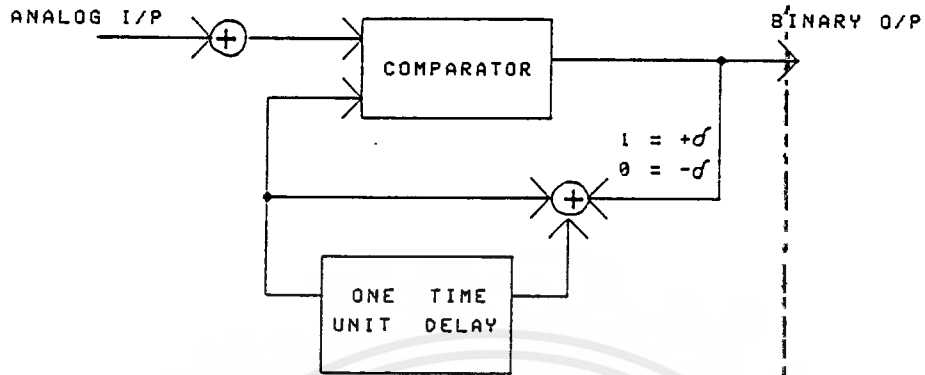 ANALOG I/P
BINARY O/P
+
COMPARATOR
1 = +σ
0 = -σ
+
ONE TIME
UNIT DELAY